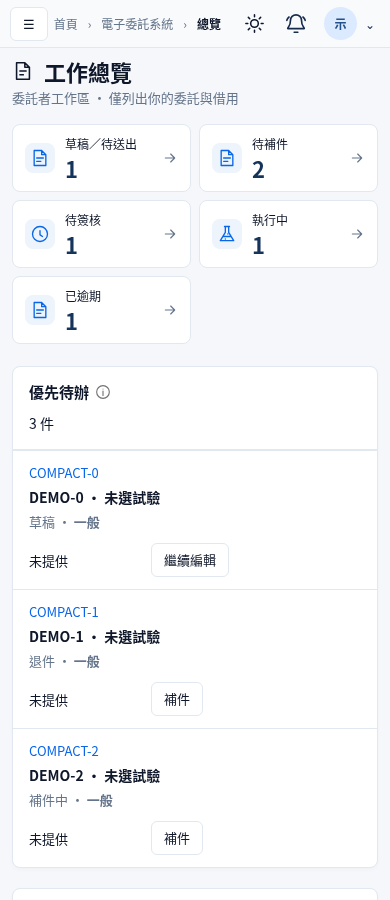 首頁 › 電子委託系統 › 總覽 示
工作總覽
委託者工作區 • 僅列出你的委託與借用
草稿／待送出
1
待補件
2
待簽核
1
執行中
1
已逾期
1
優先待辦
3 件
COMPACT-0
DEMO-0 • 未選試驗
草稿 • 一般
未提供 繼續編輯
COMPACT-1
DEMO-1 • 未選試驗
退件 • 一般
未提供 補件
COMPACT-2
DEMO-2 • 未選試驗
補件中 • 一般
未提供 補件